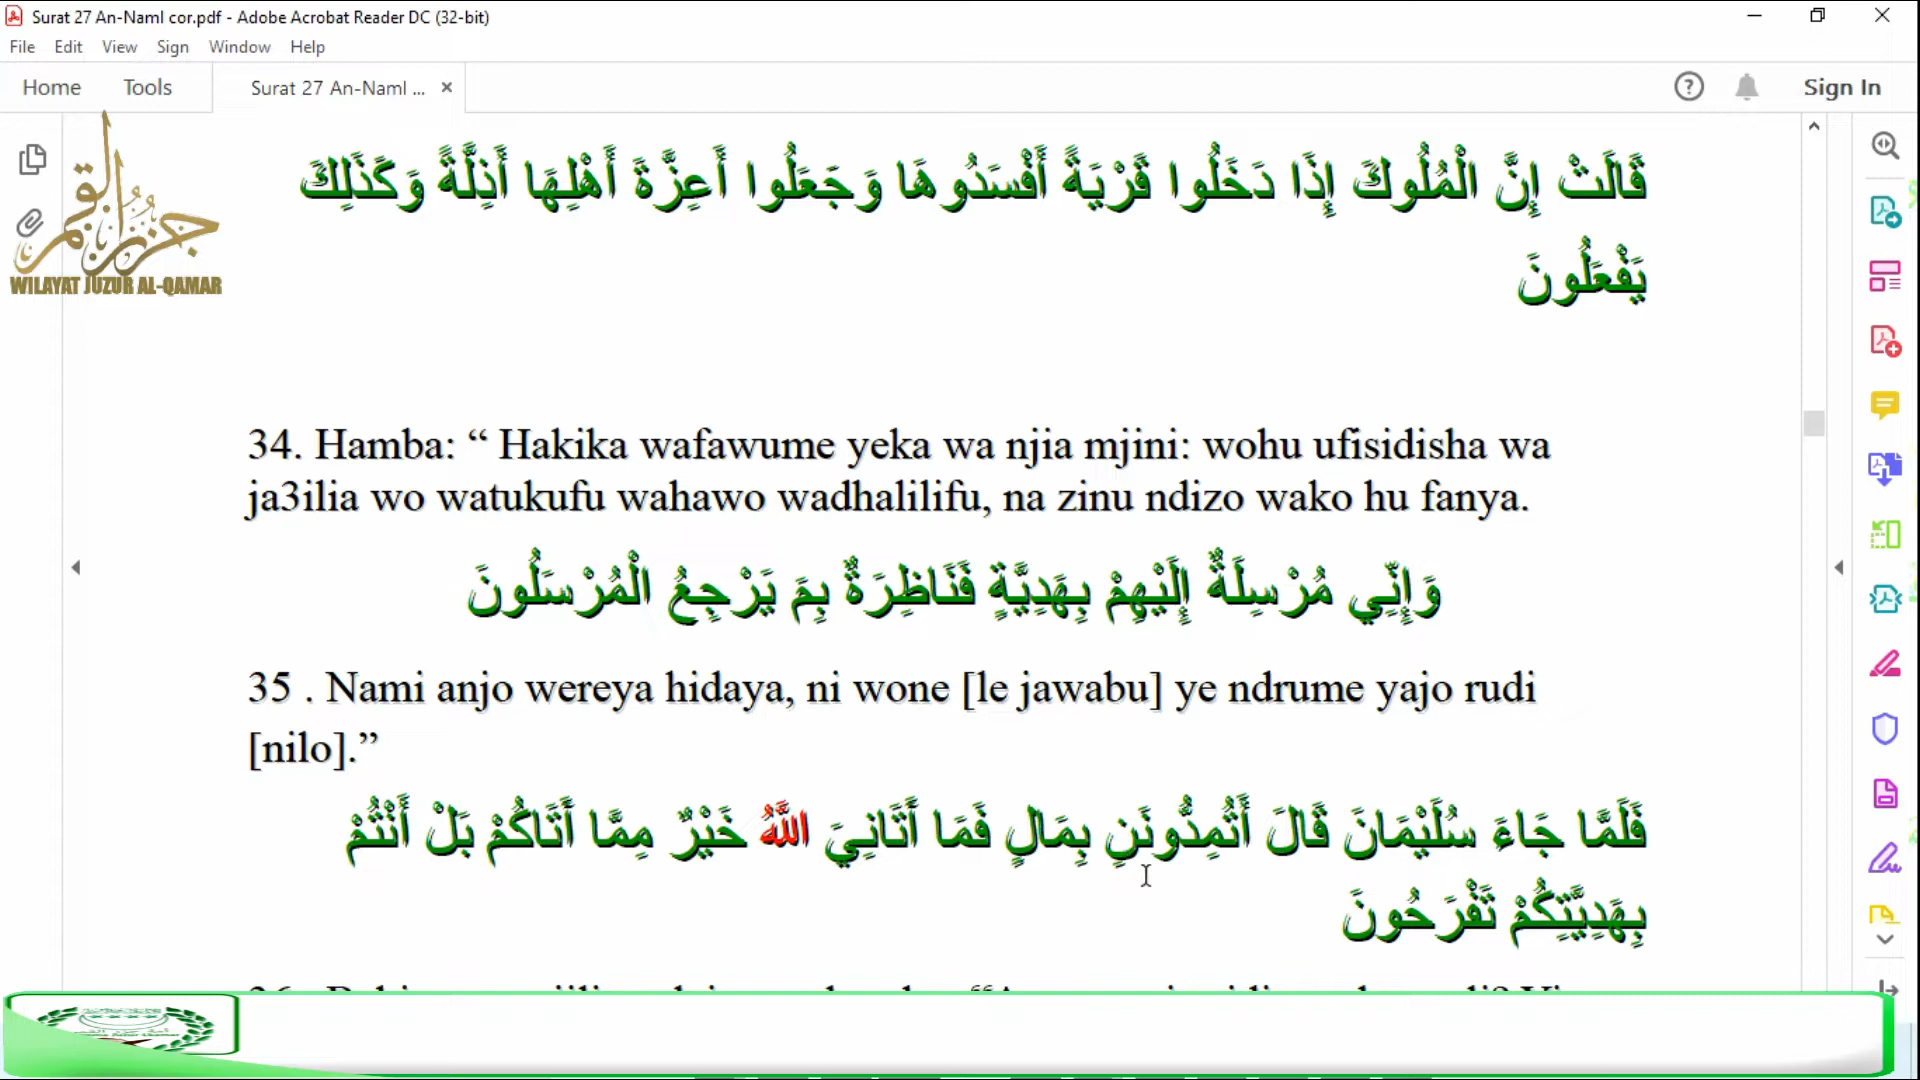 Surat 27 An-Naml cor.pdf - Adobe Acrobat Reader DC (32-bit)
File Edit View Sign Window Help
Home Tools Surat 27 An-Naml ... × Sign In
قَالَتْ إِنَّ الْمُلُوكَ إِذَا دَخَلُوا قَرْيَةً أَفْسَدُوهَا وَجَعَلُوا أَعِزَّةَ أَهْلِهَا أَذِلَّةً وَكَذَلِكَ
يَفْعَلُونَ
جزر القمر
WILAYAT JUZUR AL-QAMAR
34. Hamba: “ Hakika wafawume yeka wa njia mjini: wohu ufisidisha wa
ja3ilia wo watukufu wahawo wadhalilifu, na zinu ndizo wako hu fanya.
وَإِنِّي مُرْسِلَةٌ إِلَيْهِمْ بِهَدِيَّةٍ فَنَاظِرَةٌ بِمَ يَرْجِعُ الْمُرْسَلُونَ
35 . Nami anjo wereya hidaya, ni wone [le jawabu] ye ndrume yajo rudi
[nilo].”
فَلَمَّا جَاءَ سُلَيْمَانَ قَالَ أَتُمِدُّونَنِ بِمَالٍ فَمَا أَتَانِيَ اللَّهُ خَيْرٌ مِمَّا أَتَاكُمْ بَلْ أَنْتُمْ
بِهَدِيَّتِكُمْ تَفْرَحُونَ